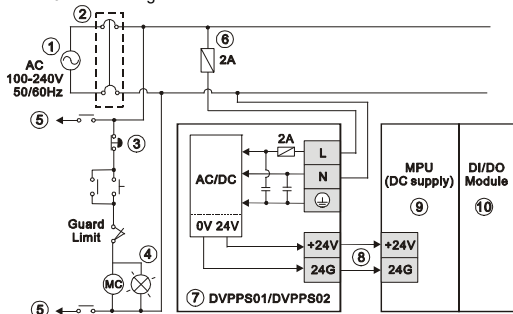 ②
①
AC
100-240V
50/60Hz
⑥
2A
⑤
③
2A
L
N
AC/DC
0V 24V
+24V
24G
MPU
(DC supply)
⑨
DI/DO
Module
⑩
Guard
Limit
④
MC
⑧
+24V
24G
⑤
⑦ DVPPS01/DVPPS02